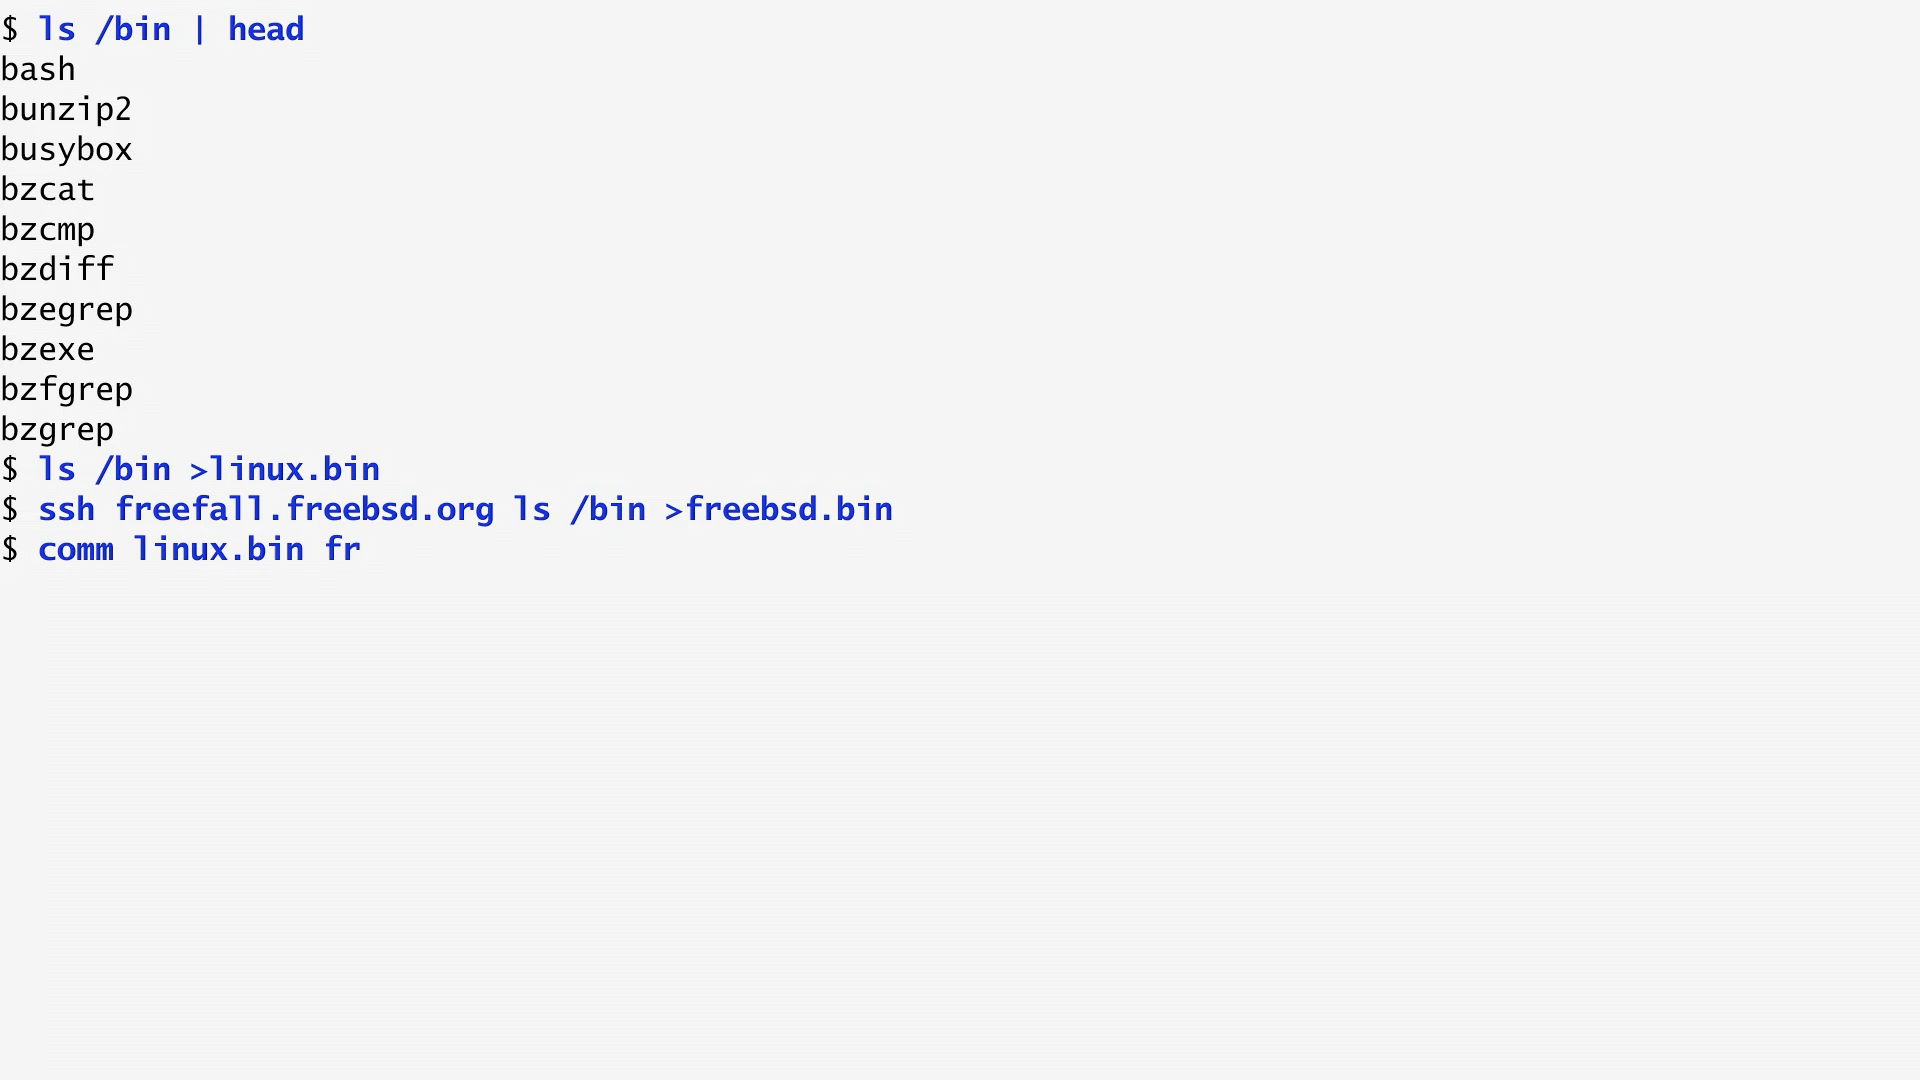 $ ls /bin | head
bash
bunzip2
busybox
bzcat
bzcmp
bzdiff
bzegrep
bzexe
bzfgrep
bzgrep
$ ls /bin >linux.bin
$ ssh freefall.freebsd.org ls /bin >freebsd.bin
$ comm linux.bin fr